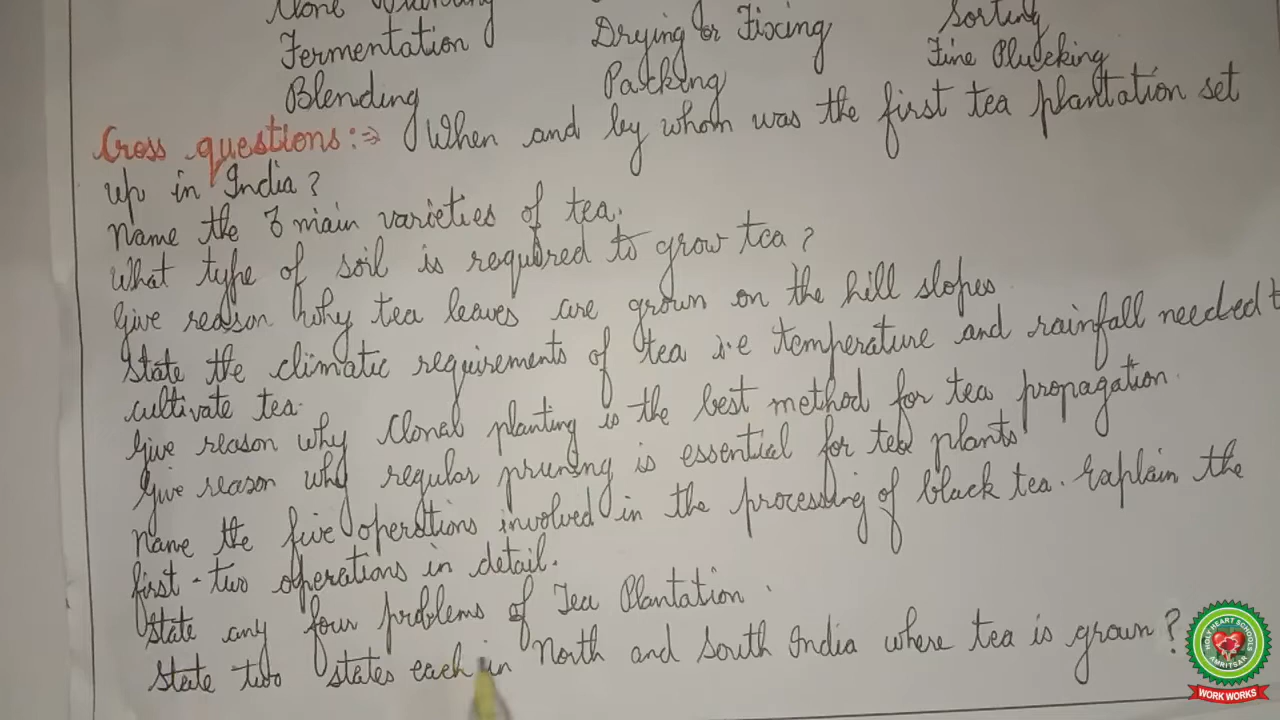 Fermentation Drying or Fixing Sorting
Blending Packing Fine Plucking
Cross questions:⇒ When and by whom was the first tea plantation set
up in India?
Name the 3 main varieties of tea.
What type of soil is required to grow tea?
Give reason why tea leaves are grown on the hill slopes
State the climatic requirements of tea i.e temperature and rainfall needed
cultivate tea.
Give reason why Clonal planting is the best method for tea propagation.
Give reason why regular pruning is essential for tea plants
Name the five operations involved in the processing of black tea. Explain the
first-two operations in detail.
State any four problems of Tea Plantation.
State two states each in North and South India where tea is grown?
HOLY HEART SCHOOLS
AMRITSAR
WORK WORKS